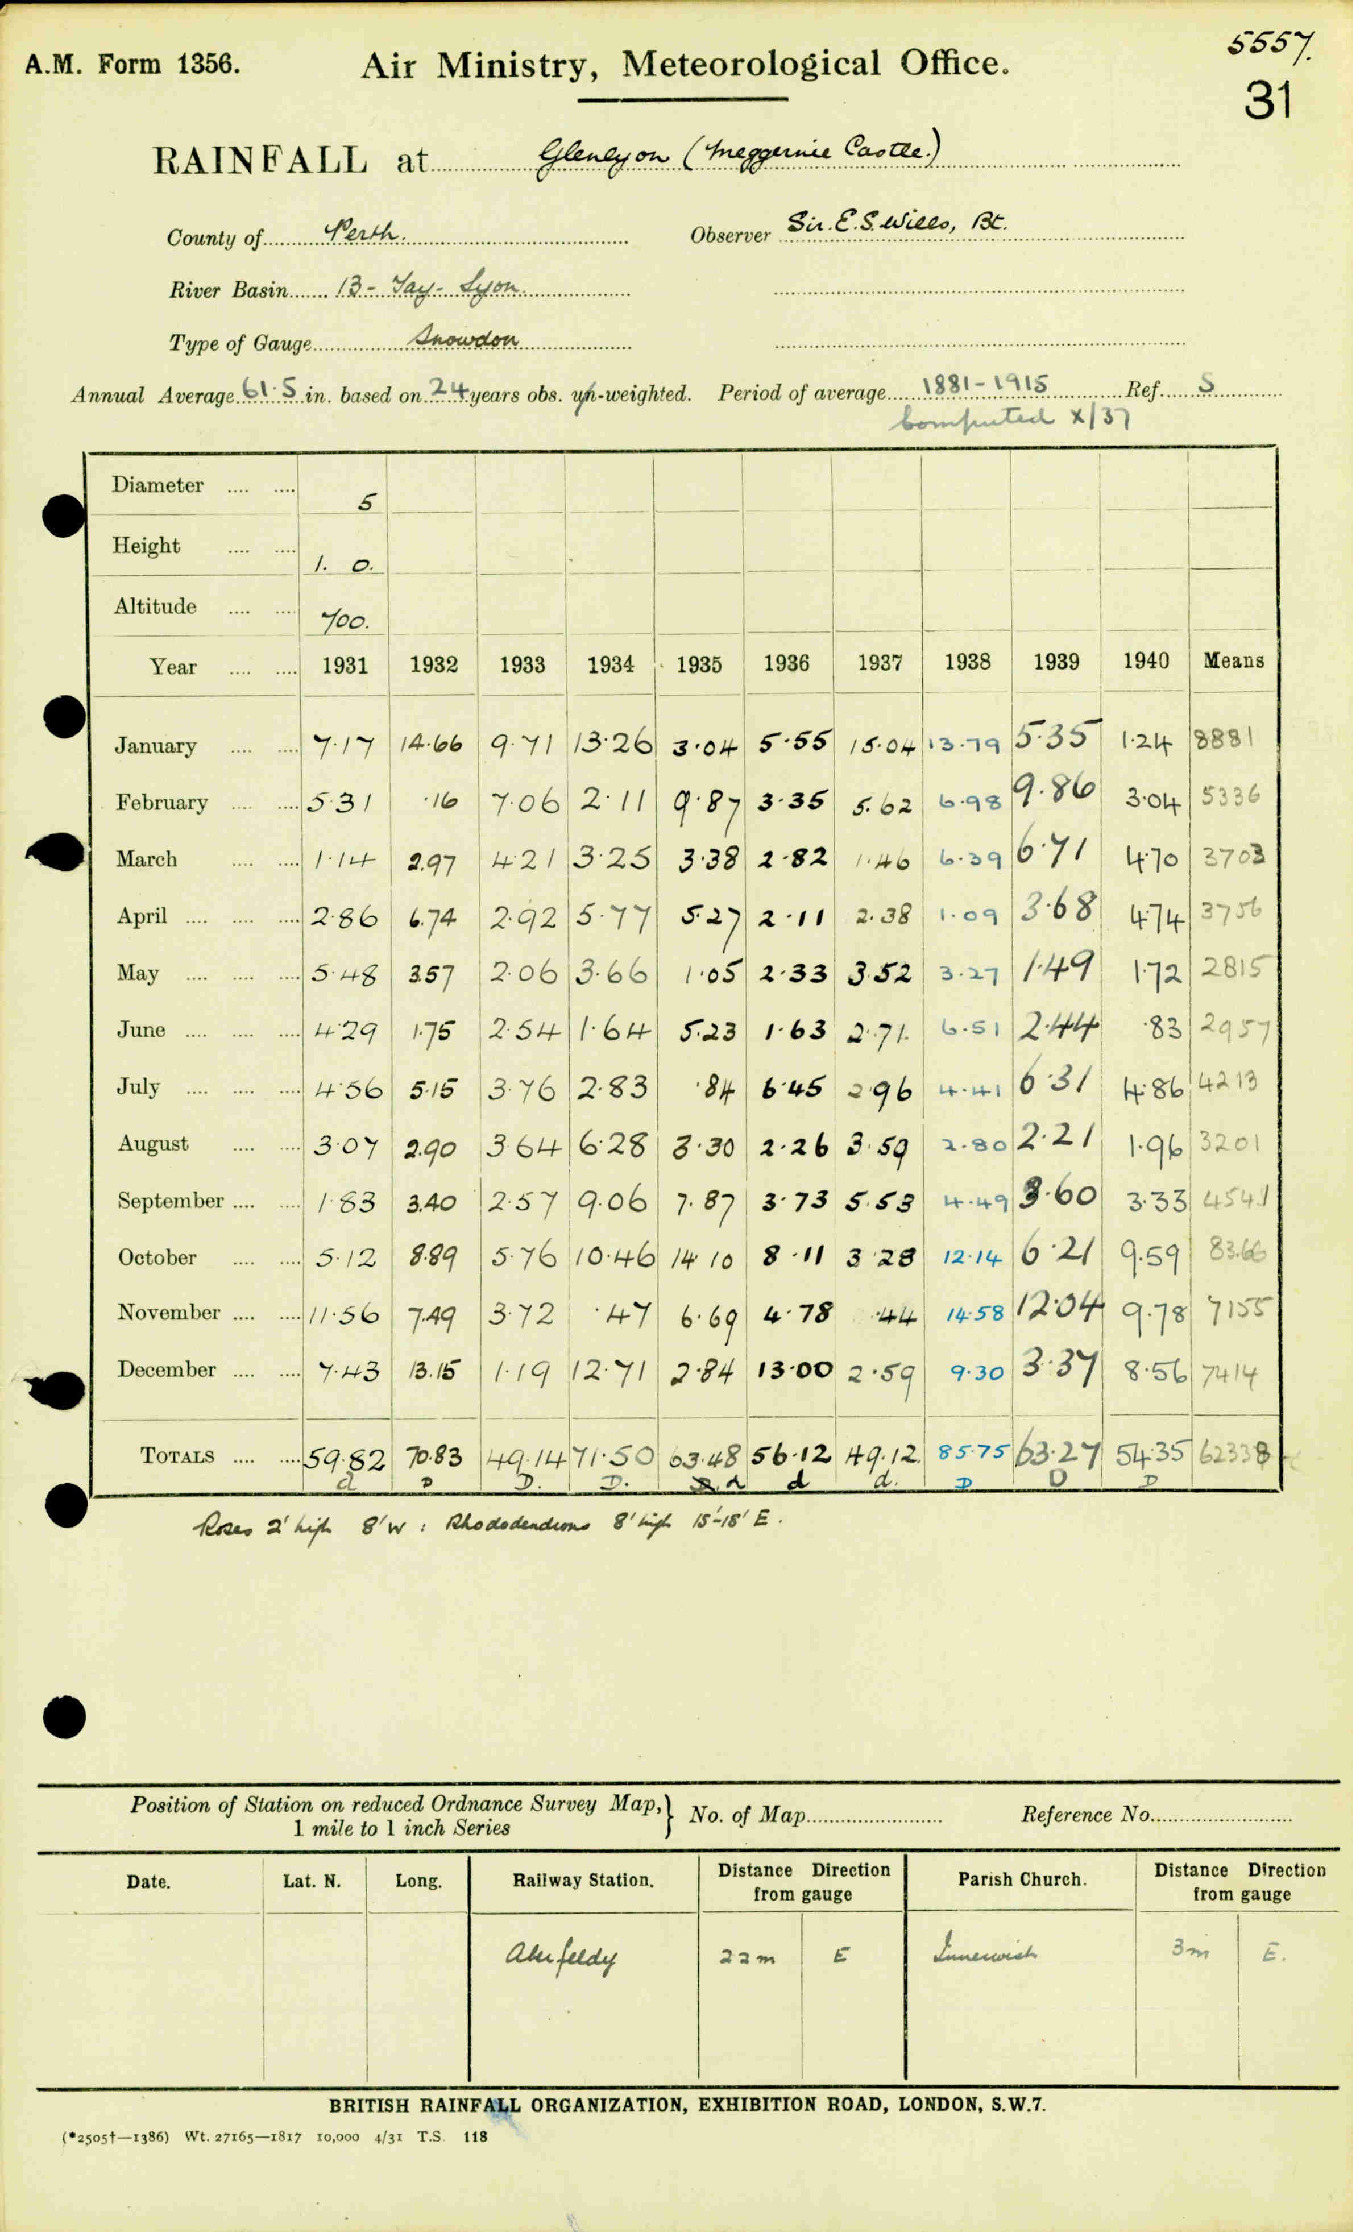 5557.
A.M. Form 1356. Air Ministry, Meteorological Office. 31
RAINFALL at Glenlyon (Meggernie Castle.)
County of Perth. Observer Sir. E. S. Wills, Bt.
River Basin 13 - Tay - Lyon.
Type of Gauge Snowdon
Annual Average 61·5 in. based on 24 years obs. un-weighted. Period of average 1881-1915 Ref. S
Computed X/37
Diameter 5
Height 1. 0.
Altitude 700.
Year 1931 1932 1933 1934 1935 1936 1937 1938 1939 1940 Means
January 7·17 14·66 9·71 13·26 3·04 5·55 15·04 13·79 5·35 1·24 8881
February 5·31 ·16 7·06 2·11 9·87 3·35 5.62 6·98 9·86 3·04 5336
March 1·14 2.97 4·21 3·25 3·38 2·82 1·46 6·39 6·71 4·70 3703
April 2·86 6.74 2·92 5·77 5·27 2·11 2·38 1·09 3·68 4·74 3756
May 5·48 3.57 2·06 3·66 1·05 2·33 3·52 3·27 1·49 1·72 2815
June 4·29 1·75 2·54 1·64 5·23 1·63 2·71 6·51 2·44 ·83 2957
July 4·56 5·15 3·76 2·83 ·84 6·45 2·96 4·41 6·31 4·86 4213
August 3·07 2.90 3·64 6·28 3·30 2·26 3·59 2·80 2·21 1·96 3201
September 1·83 3.40 2·57 9·06 7·87 3·73 5·53 4·49 3·60 3·33 4541
October 5·12 8·89 5·76 10·46 14·10 8·11 3·28 12·14 6·21 9·59 8366
November 11·56 7·49 3·72 ·47 6·69 4·78 ·44 14·58 12·04 9·78 7155
December 7·43 13·15 1·19 12·71 2·84 13·00 2·59 9·30 3·37 8·56 7414
TOTALS 59·82 70·83 49·14 71·50 63·48 56·12 49·12 85·75 63·27 54·35 62338
d D D. D. d d d. D D D
Roses 2' high 8' W : Rhododendrons 8' high 15'-18' E.
Position of Station on reduced Ordnance Survey Map, 1 mile to 1 inch Series } No. of Map Reference No.
Date. Lat. N. Long. Railway Station. Distance Direction from gauge Parish Church. Distance Direction from gauge
Aberfeldy 22m E Innerwick 3m E.
BRITISH RAINFALL ORGANIZATION, EXHIBITION ROAD, LONDON, S.W.7.
(*2505†—1386) Wt. 27165—1817 10,000 4/31 T.S. 118